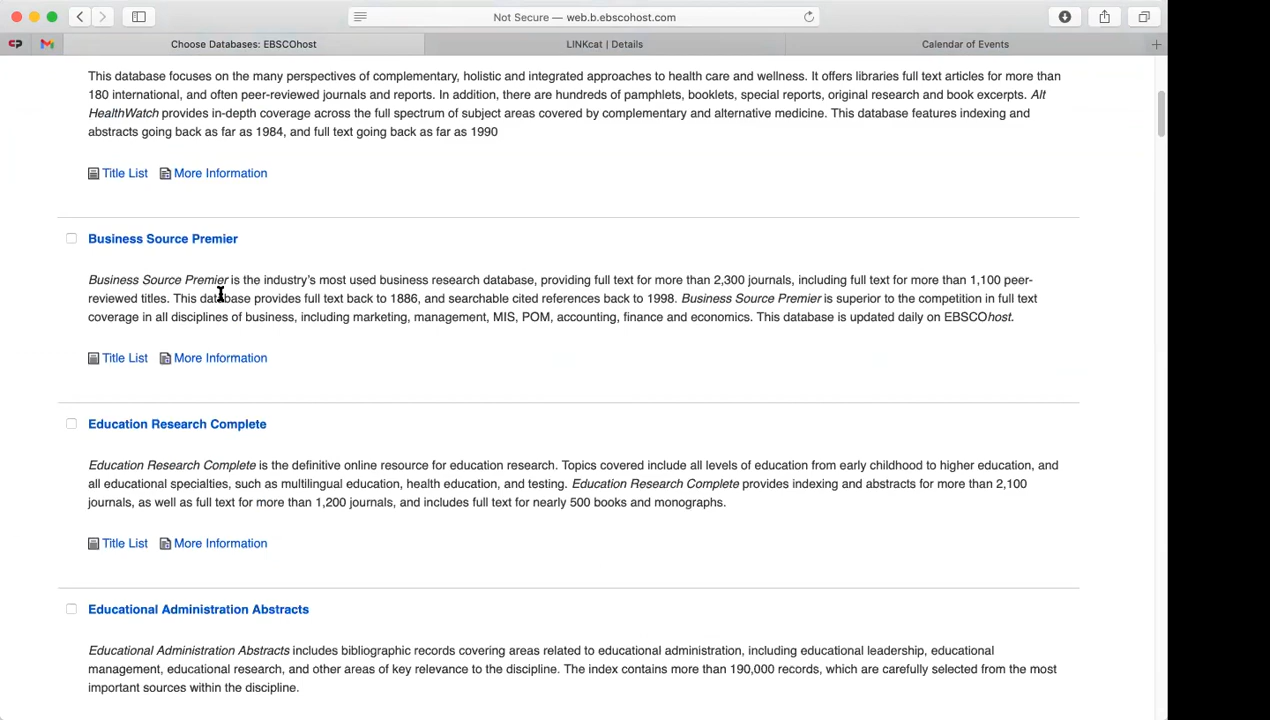 Not Secure — web.b.ebscohost.com
Choose Databases: EBSCOhost
LINKcat | Details
Calendar of Events
This database focuses on the many perspectives of complementary, holistic and integrated approaches to health care and wellness. It offers libraries full text articles for more than
180 international, and often peer-reviewed journals and reports. In addition, there are hundreds of pamphlets, booklets, special reports, original research and book excerpts. Alt
HealthWatch provides in-depth coverage across the full spectrum of subject areas covered by complementary and alternative medicine. This database features indexing and
abstracts going back as far as 1984, and full text going back as far as 1990
Title List More Information
Business Source Premier
Business Source Premier is the industry's most used business research database, providing full text for more than 2,300 journals, including full text for more than 1,100 peer-
reviewed titles. This database provides full text back to 1886, and searchable cited references back to 1998. Business Source Premier is superior to the competition in full text
coverage in all disciplines of business, including marketing, management, MIS, POM, accounting, finance and economics. This database is updated daily on EBSCOhost.
Title List More Information
Education Research Complete
Education Research Complete is the definitive online resource for education research. Topics covered include all levels of education from early childhood to higher education, and
all educational specialties, such as multilingual education, health education, and testing. Education Research Complete provides indexing and abstracts for more than 2,100
journals, as well as full text for more than 1,200 journals, and includes full text for nearly 500 books and monographs.
Title List More Information
Educational Administration Abstracts
Educational Administration Abstracts includes bibliographic records covering areas related to educational administration, including educational leadership, educational
management, educational research, and other areas of key relevance to the discipline. The index contains more than 190,000 records, which are carefully selected from the most
important sources within the discipline.